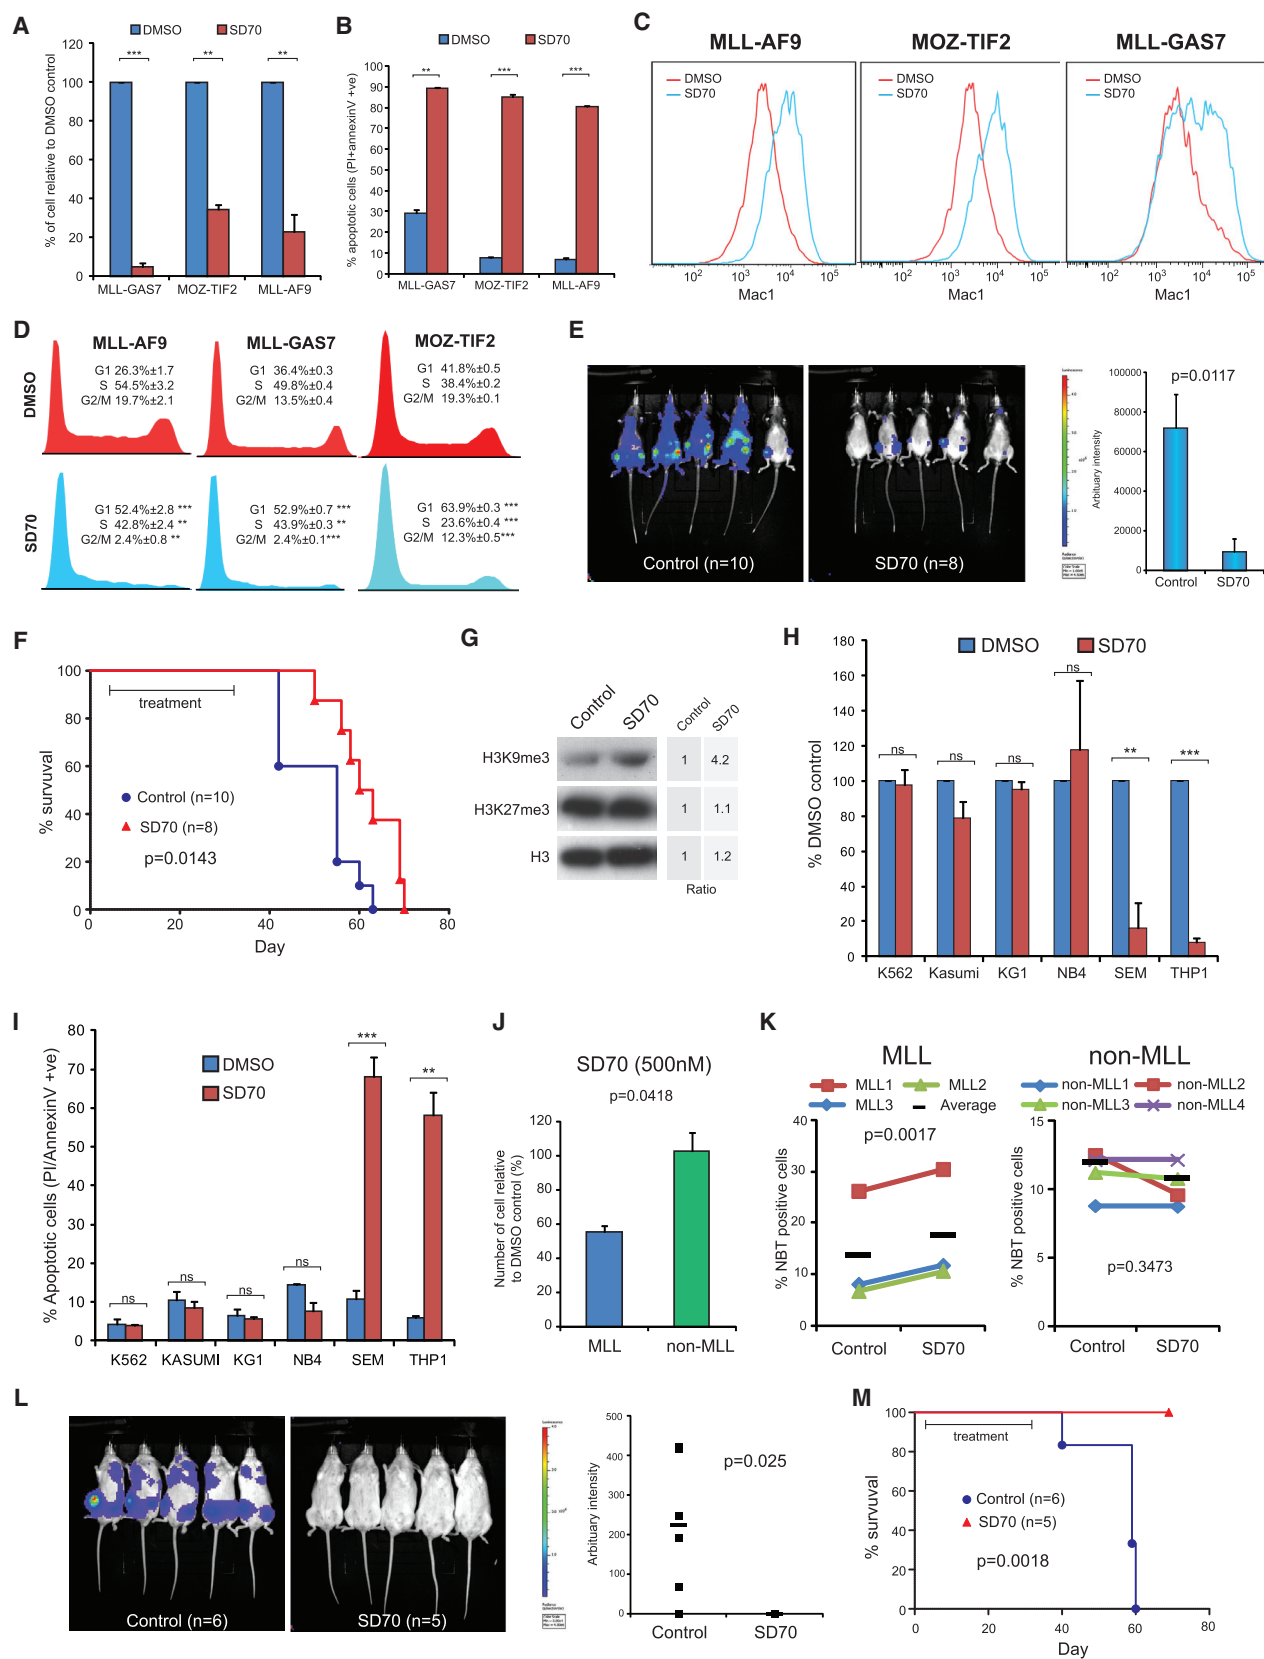 A
DMSO
SD70
% of cell relative to DMSO control
120
100
80
60
40
20
0
***
**
**
MLL-GAS7
MOZ-TIF2
MLL-AF9
B
DMSO
SD70
% apoptotic cells (PI+annexinV +ve)
100
90
80
70
60
50
40
30
20
10
0
**
***
***
MLL-GAS7
MOZ-TIF2
MLL-AF9
C
MLL-AF9
MOZ-TIF2
MLL-GAS7
DMSO
SD70
DMSO
SD70
DMSO
SD70
10² 10³ 10⁴ 10⁵
10² 10³ 10⁴ 10⁵
10² 10³ 10⁴ 10⁵
Mac1
Mac1
Mac1
D
MLL-AF9
MLL-GAS7
MOZ-TIF2
DMSO
G1 26.3%±1.7
S 54.5%±3.2
G2/M 19.7%±2.1
G1 36.4%±0.3
S 49.8%±0.4
G2/M 13.5%±0.4
G1 41.8%±0.5
S 38.4%±0.2
G2/M 19.3%±0.1
SD70
G1 52.4%±2.8 ***
S 42.8%±2.4 **
G2/M 2.4%±0.8 **
G1 52.9%±0.7 ***
S 43.9%±0.3 **
G2/M 2.4%±0.1***
G1 63.9%±0.3 ***
S 23.6%±0.4 ***
G2/M 12.3%±0.5***
E
Control (n=10)
SD70 (n=8)
Arbituary intensity
100000
80000
60000
40000
20000
0
p=0.0117
Control
SD70
F
% survuval
100
80
60
40
20
0
treatment
Control (n=10)
SD70 (n=8)
p=0.0143
0 20 40 60 80
Day
G
Control
SD70
Control
SD70
H3K9me3
1 4.2
H3K27me3
1 1.1
H3
1 1.2
Ratio
H
DMSO
SD70
% DMSO control
180
160
140
120
100
80
60
40
20
0
ns
ns
ns
ns
**
***
K562
Kasumi
KG1
NB4
SEM
THP1
I
DMSO
SD70
% Apoptotic cells (PI/AnnexinV +ve)
80
70
60
50
40
30
20
10
0
ns
ns
ns
ns
***
**
K562
KASUMI
KG1
NB4
SEM
THP1
J
SD70 (500nM)
p=0.0418
Number of cell relative
to DMSO control (%)
120
100
80
60
40
20
0
MLL
non-MLL
K
MLL
MLL1
MLL2
MLL3
Average
p=0.0017
% NBT positive cells
40
30
20
10
0
Control
SD70
non-MLL
non-MLL1
non-MLL2
non-MLL3
non-MLL4
% NBT positive cells
15
10
5
0
p=0.3473
Control
SD70
L
Control (n=6)
SD70 (n=5)
Arbituary intensity
500
400
300
200
100
0
p=0.025
Control
SD70
M
% survuval
100
80
60
40
20
0
treatment
Control (n=6)
SD70 (n=5)
p=0.0018
0 20 40 60 80
Day